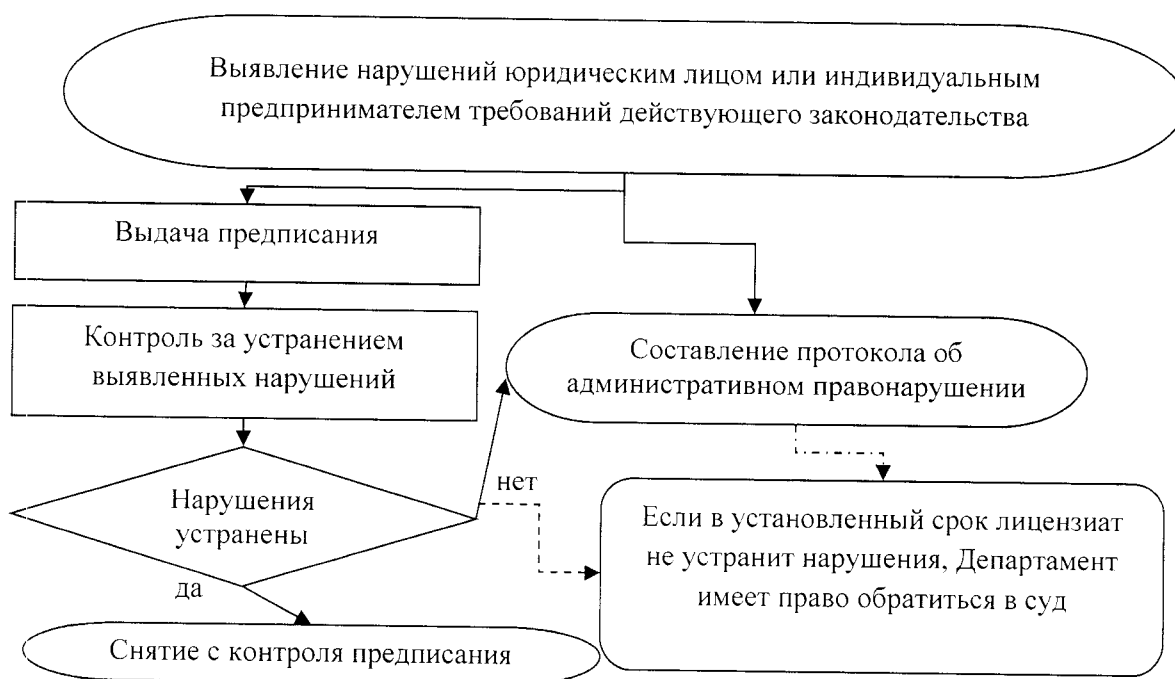 Выявление нарушений юридическим лицом или индивидуальным
предпринимателем требований действующего законодательства
Выдача предписания
Контроль за устранением
выявленных нарушений
Составление протокола об
административном правонарушении
Нарушения
устранены
нет
да
Если в установленный срок лицензиат
не устранит нарушения, Департамент
имеет право обратиться в суд
Снятие с контроля предписания